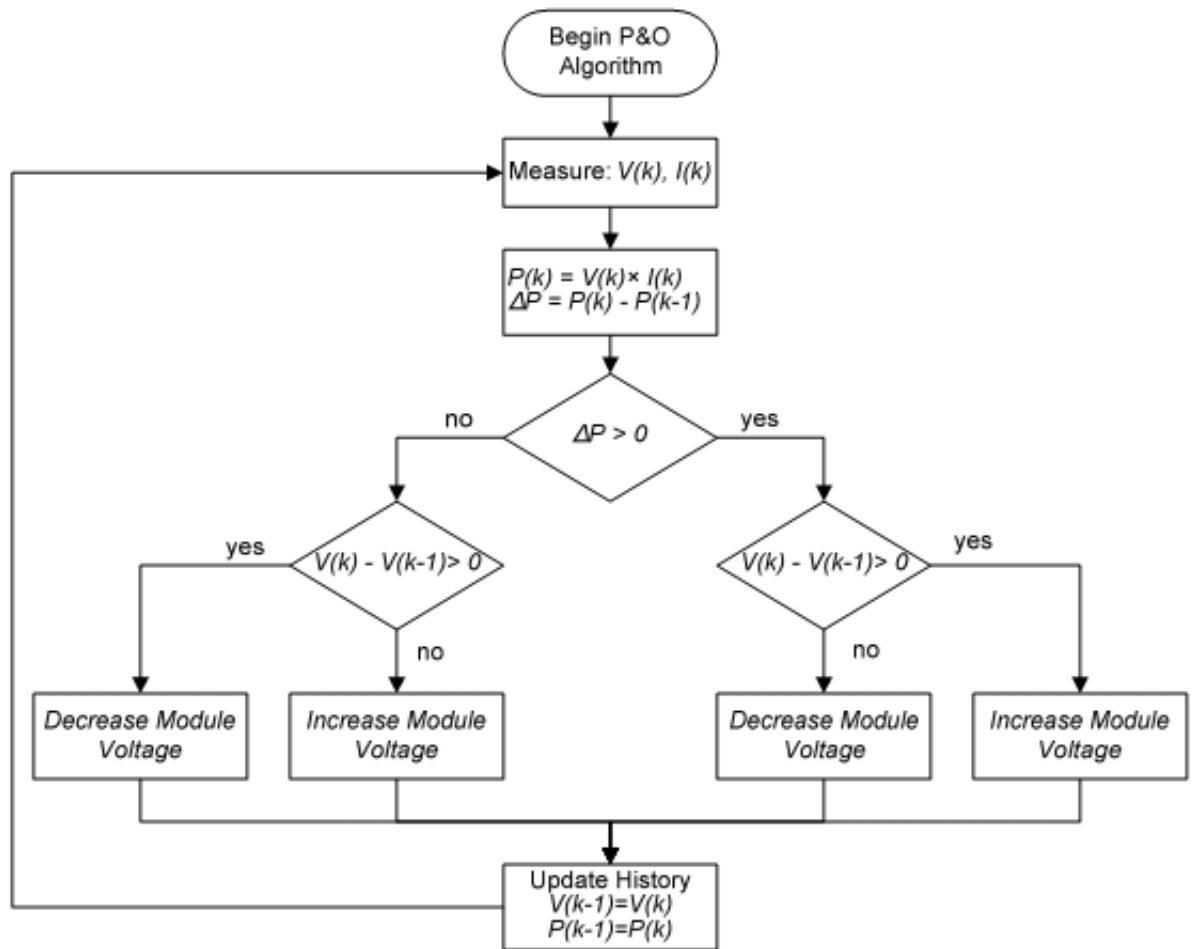 Begin P&O
Algorithm
Measure: V(k), I(k)
P(k) = V(k)× I(k)
ΔP = P(k) - P(k-1)
no
ΔP > 0
yes
yes
V(k) - V(k-1)> 0
no
V(k) - V(k-1)> 0
yes
no
Decrease Module
Voltage
Increase Module
Voltage
Decrease Module
Voltage
Increase Module
Voltage
Update History
V(k-1)=V(k)
P(k-1)=P(k)